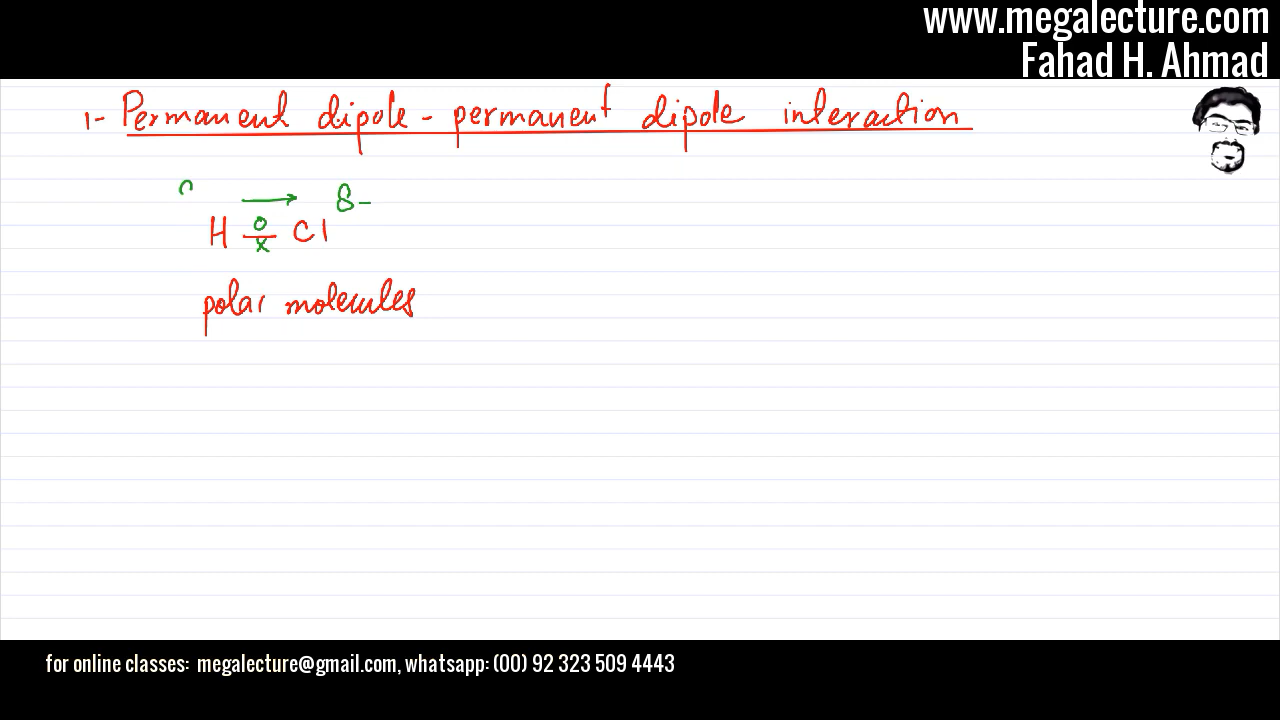 www.megalecture.com
Fahad H. Ahmad
1- Permanent dipole - permanent dipole interaction
δ-
H o x Cl
polar molecules
for online classes: megalecture@gmail.com, whatsapp: (00) 92 323 509 4443